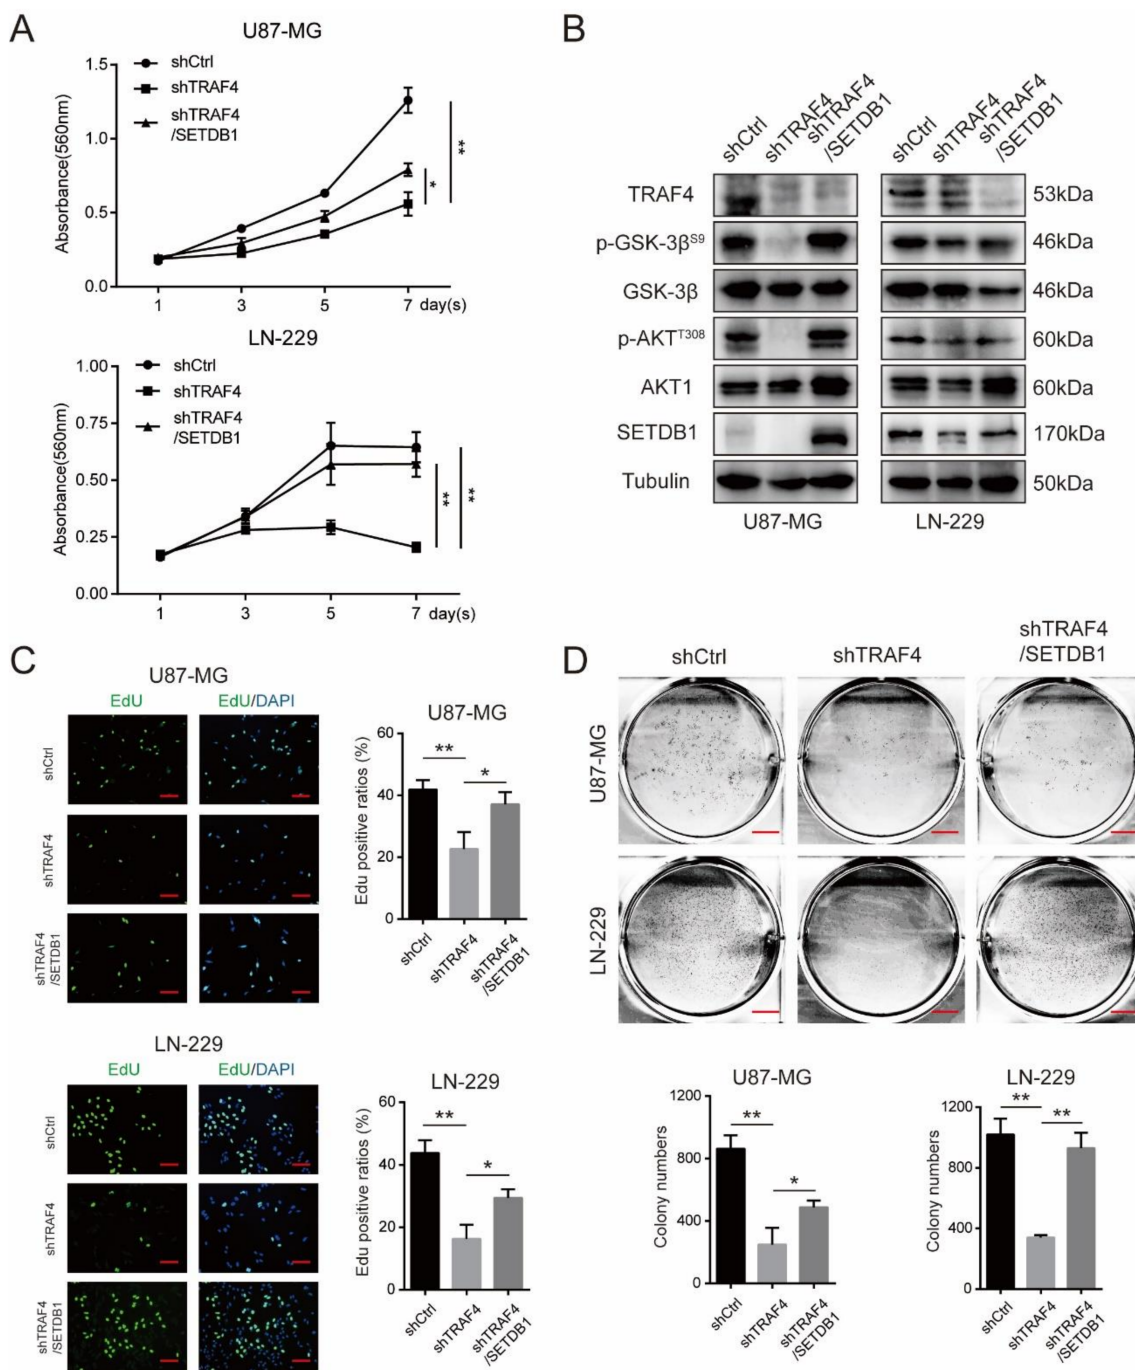 A
U87-MG
shCtrl
shTRAF4
shTRAF4
/SETDB1
Absorbance(560nm)
1.5
1.0
0.5
0.0
1 3 5 7 day(s)
**
*
LN-229
shCtrl
shTRAF4
shTRAF4
/SETDB1
Absorbance(560nm)
1.00
0.75
0.50
0.25
0.00
1 3 5 7 day(s)
**
**
B
shCtrl
shTRAF4
shTRAF4
/SETDB1
shCtrl
shTRAF4
shTRAF4
/SETDB1
TRAF4 53kDa
p-GSK-3β^S9 46kDa
GSK-3β 46kDa
p-AKT^T308 60kDa
AKT1 60kDa
SETDB1 170kDa
Tubulin 50kDa
U87-MG LN-229
C
U87-MG
EdU EdU/DAPI
shCtrl
shTRAF4
shTRAF4
/SETDB1
U87-MG
Edu positive ratios (%)
60
40
20
0
** *
shCtrl
shTRAF4
shTRAF4
/SETDB1
LN-229
EdU EdU/DAPI
shCtrl
shTRAF4
shTRAF4
/SETDB1
LN-229
Edu positive ratios (%)
60
40
20
0
** *
shCtrl
shTRAF4
shTRAF4
/SETDB1
D
shCtrl shTRAF4 shTRAF4
/SETDB1
U87-MG
LN-229
U87-MG
Colony numbers
1200
800
400
0
** *
shCtrl
shTRAF4
shTRAF4
/SETDB1
LN-229
Colony numbers
1200
800
400
0
** **
shCtrl
shTRAF4
shTRAF4
/SETDB1